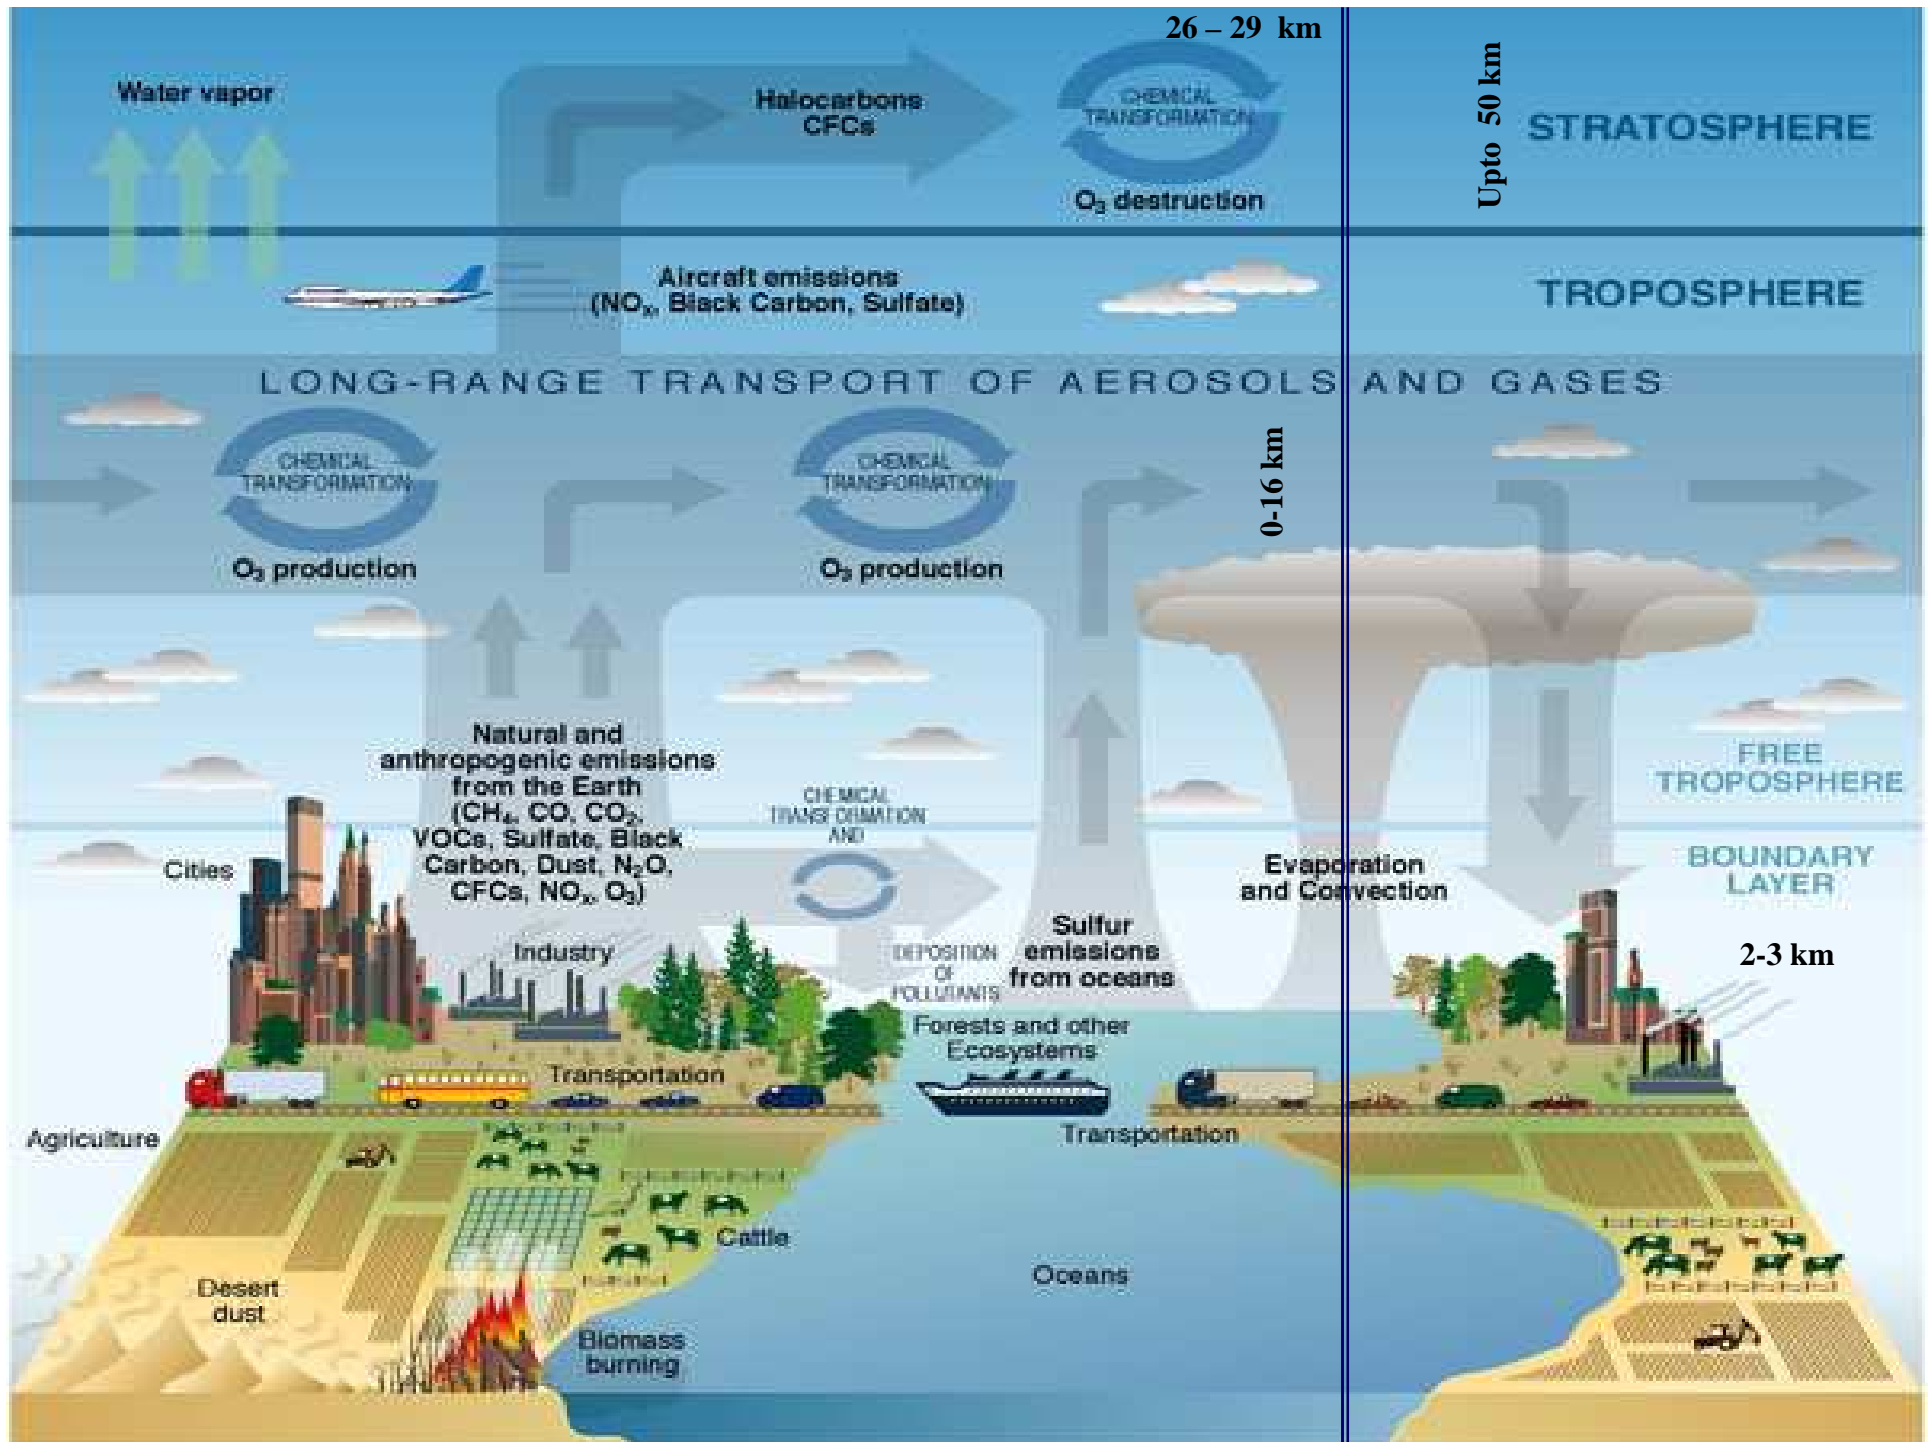 26 – 29  km
Upto  50 km
Water vapor
Halocarbons
CFCs
CHEMICAL
TRANSFORMATION
STRATOSPHERE
O₃ destruction
Aircraft emissions
(NOₓ, Black Carbon, Sulfate)
TROPOSPHERE
LONG-RANGE TRANSPORT OF AEROSOLS AND GASES
CHEMICAL
TRANSFORMATION
O₃ production
CHEMICAL
TRANSFORMATION
O₃ production
0-16 km
Natural and
anthropogenic emissions
from the Earth
(CH₄, CO, CO₂,
VOCs, Sulfate, Black
Carbon, Dust, N₂O,
CFCs, NOₓ, O₃)
FREE
TROPOSPHERE
CHEMICAL
TRANSFORMATION
AND
DEPOSITION
OF
POLLUTANTS
Cities
Evaporation
and Convection
BOUNDARY
LAYER
Industry
Sulfur
emissions
from oceans
2-3 km
Forests and other
Ecosystems
Transportation
Agriculture
Transportation
Cattle
Oceans
Desert
dust
Biomass
burning